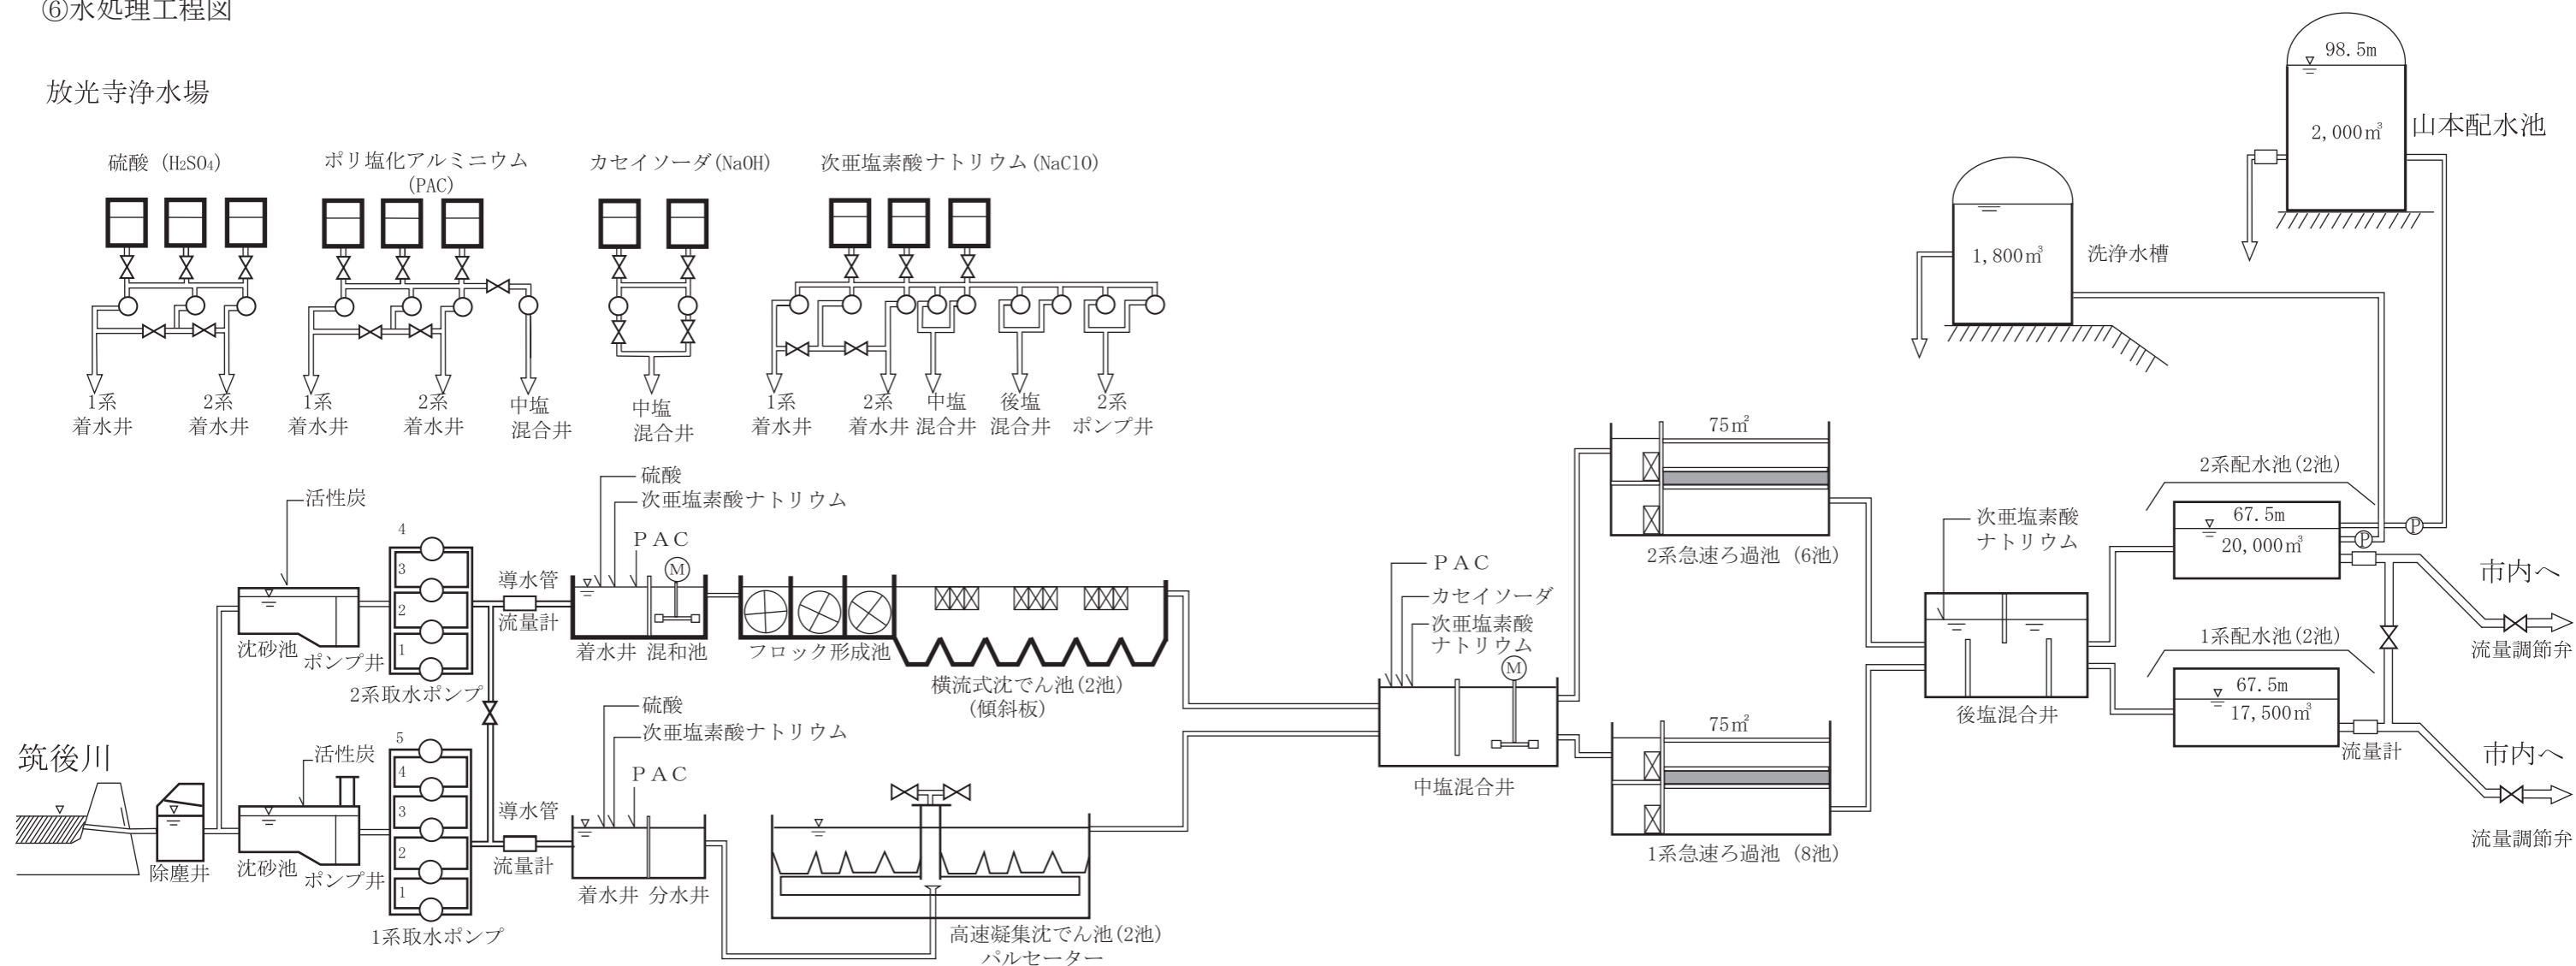 ⑥水処理工程図
放光寺浄水場
硫酸 (H2SO4)
ポリ塩化アルミニウム
(PAC)
カセイソーダ(NaOH)
次亜塩素酸ナトリウム(NaClO)
1系
着水井
2系
着水井
1系
着水井
2系
着水井
中塩
混合井
中塩
混合井
1系
着水井
2系
着水井
中塩
混合井
後塩
混合井
2系
ポンプ井
98.5m
2,000m³
山本配水池
1,800m³
洗浄水槽
活性炭
沈砂池
ポンプ井
4
3
2
1
2系取水ポンプ
導水管
流量計
硫酸
次亜塩素酸ナトリウム
PAC
M
着水井 混和池
フロック形成池
横流式沈でん池(2池)
(傾斜板)
筑後川
除塵井
活性炭
沈砂池
ポンプ井
5
4
3
2
1
1系取水ポンプ
導水管
流量計
硫酸
次亜塩素酸ナトリウム
PAC
着水井 分水井
高速凝集沈でん池(2池)
パルセーター
PAC
カセイソーダ
次亜塩素酸
ナトリウム
M
中塩混合井
75㎡
2系急速ろ過池 (6池)
75㎡
1系急速ろ過池 (8池)
次亜塩素酸
ナトリウム
後塩混合井
2系配水池(2池)
67.5m
20,000m³
P
P
1系配水池(2池)
67.5m
17,500m³
流量計
市内へ
流量調節弁
市内へ
流量調節弁